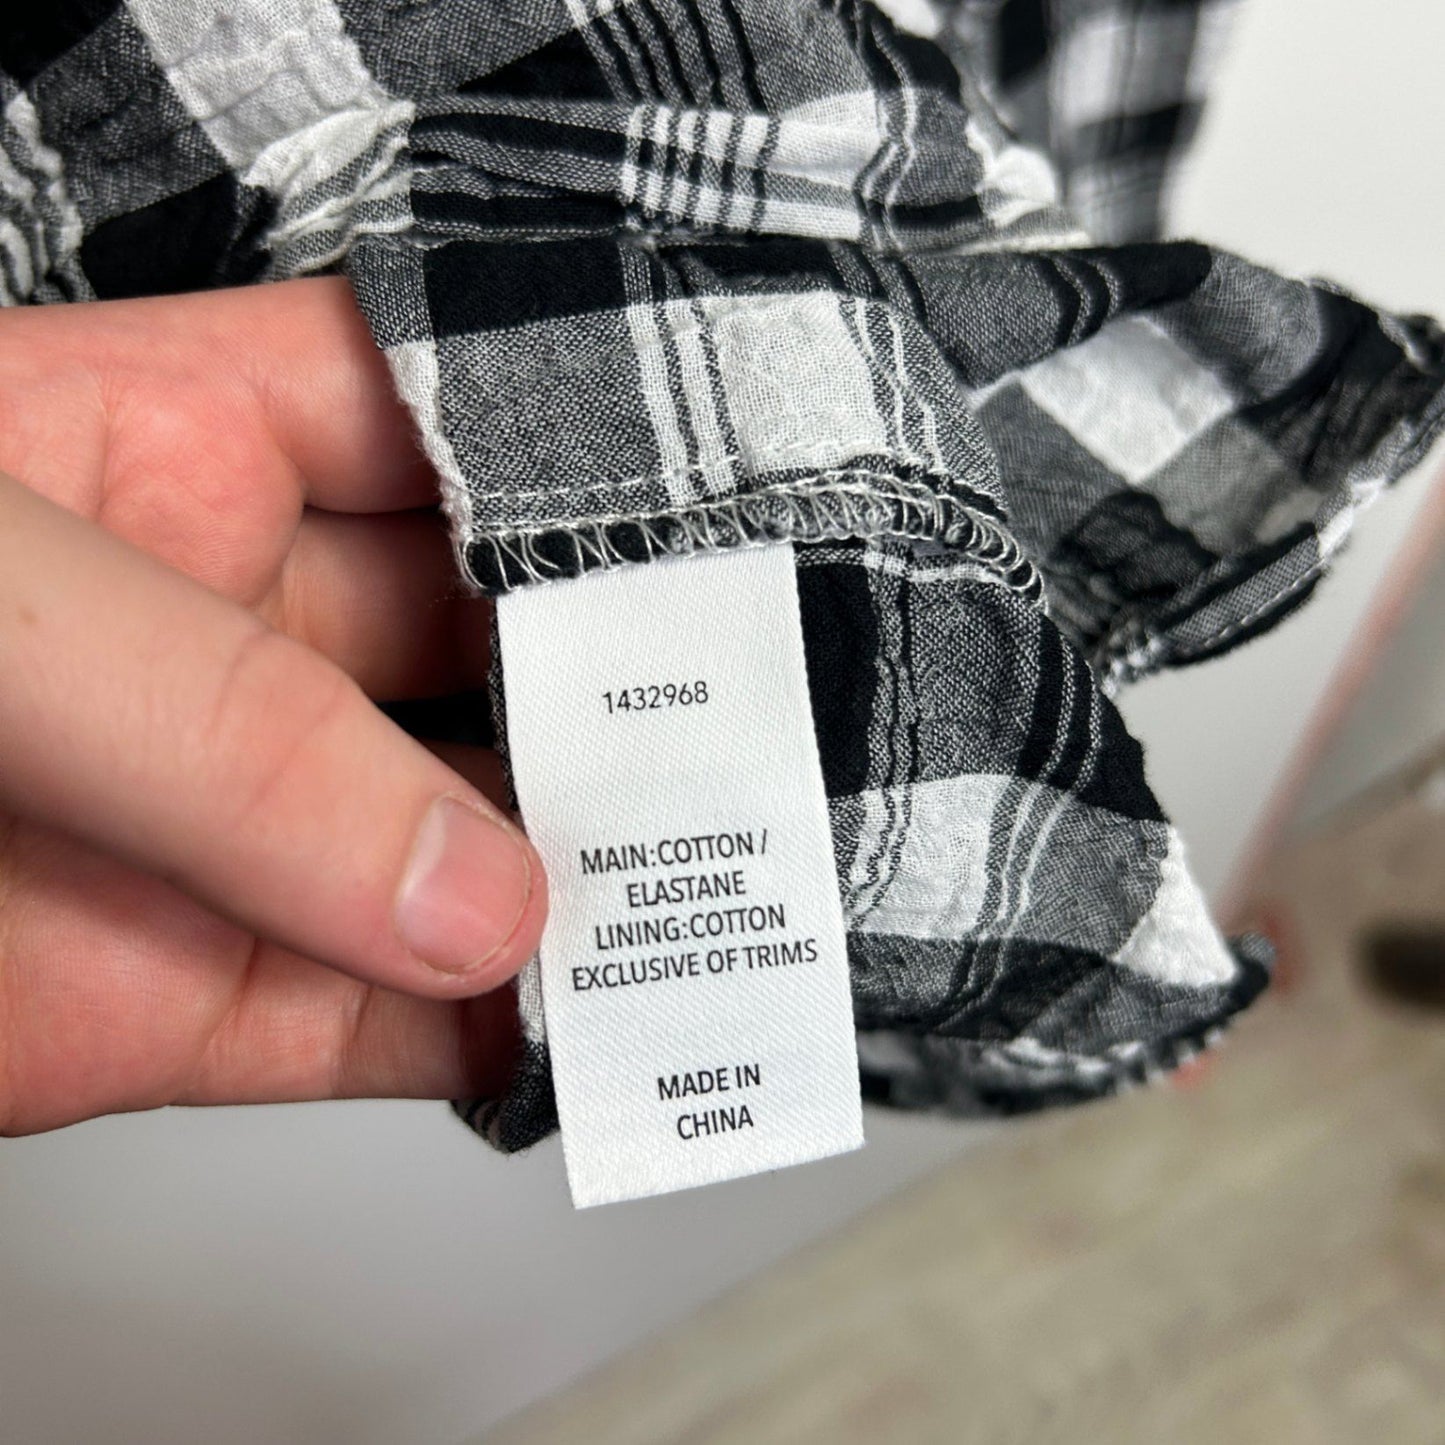 1432968
MAIN:COTTON /
ELASTANE
LINING:COTTON
EXCLUSIVE OF TRIMS
MADE IN
CHINA